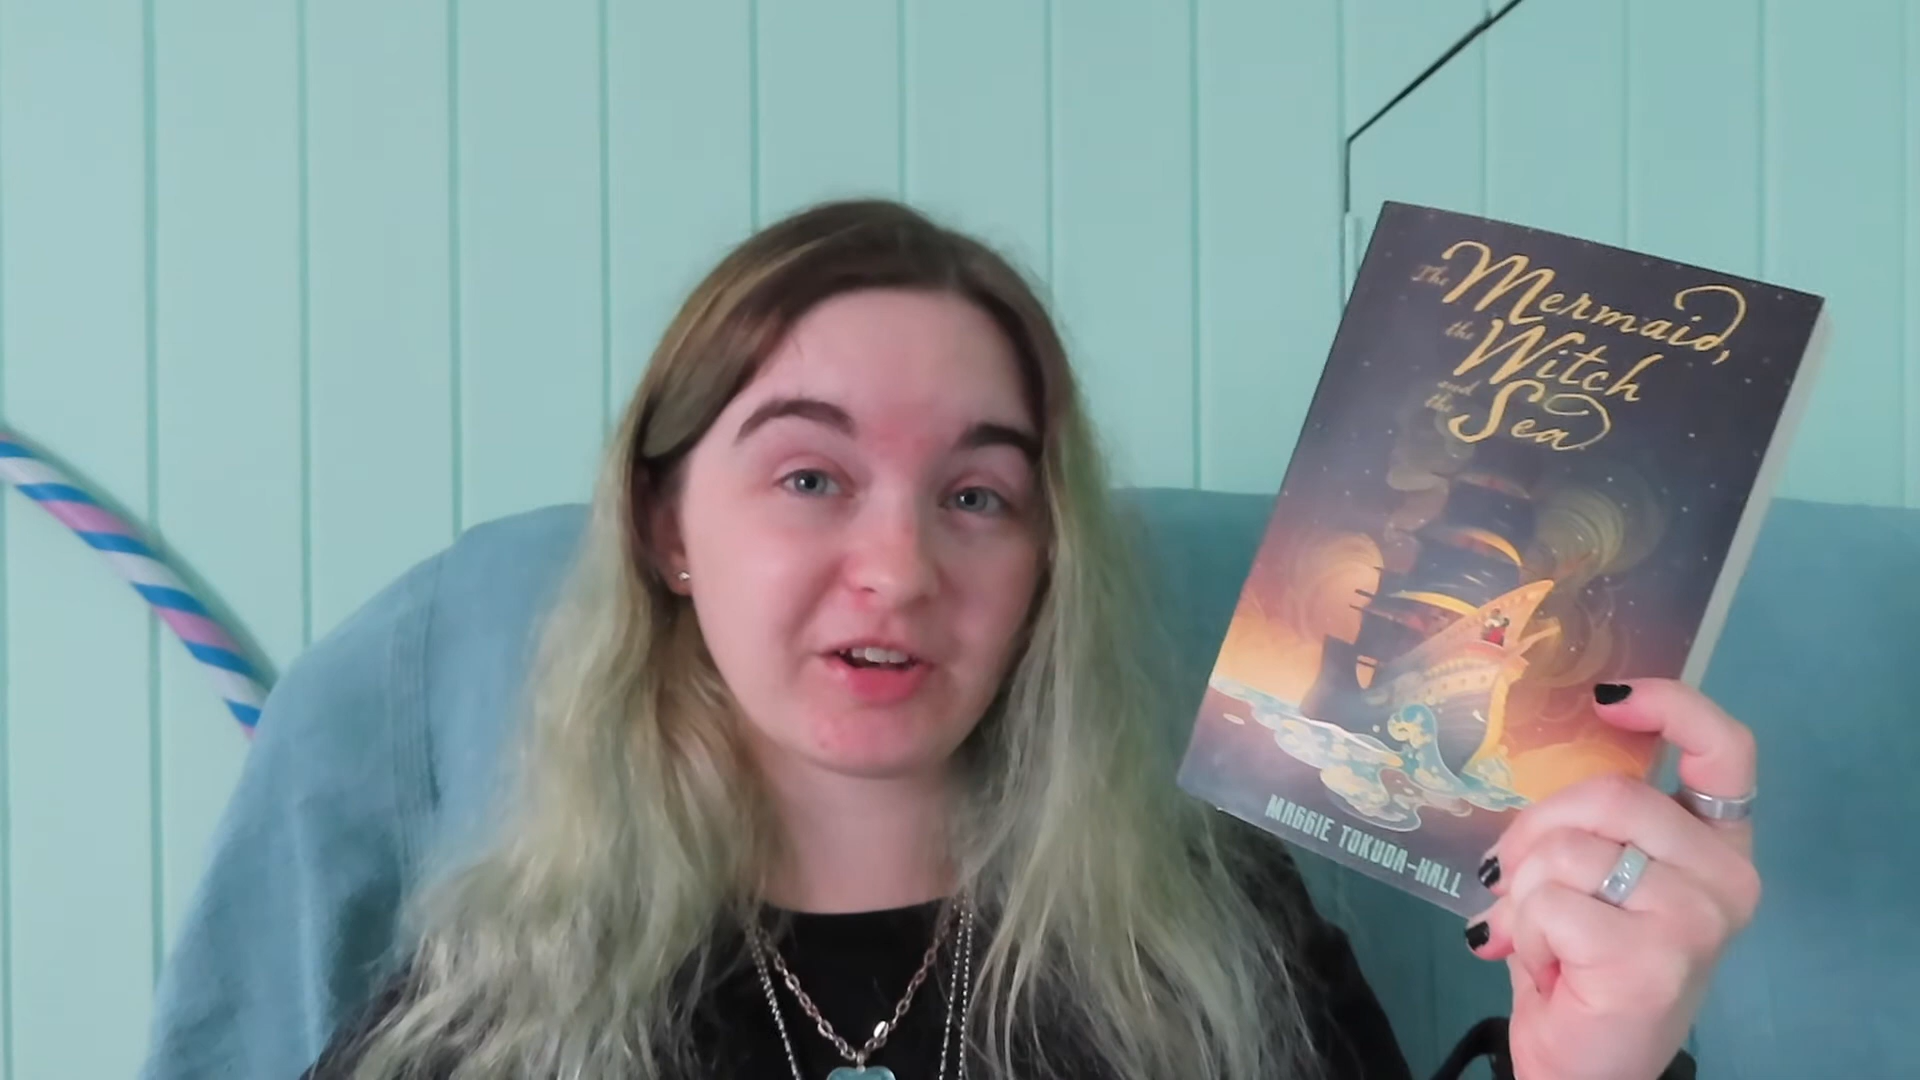 The Mermaid,
the Witch
and the Sea
MAGGIE TOKUDA-HALL